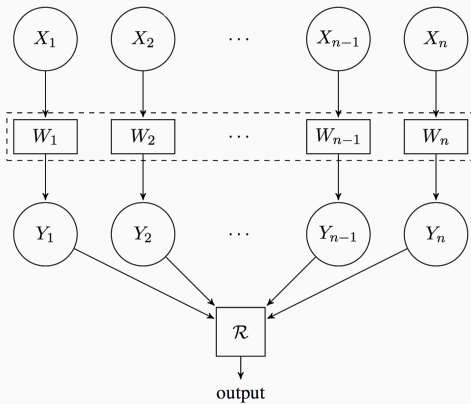 X₁ X₂ ⋯ Xₙ₋₁ Xₙ
W₁ W₂ ⋯ Wₙ₋₁ Wₙ
Y₁ Y₂ ⋯ Yₙ₋₁ Yₙ
ℛ
output